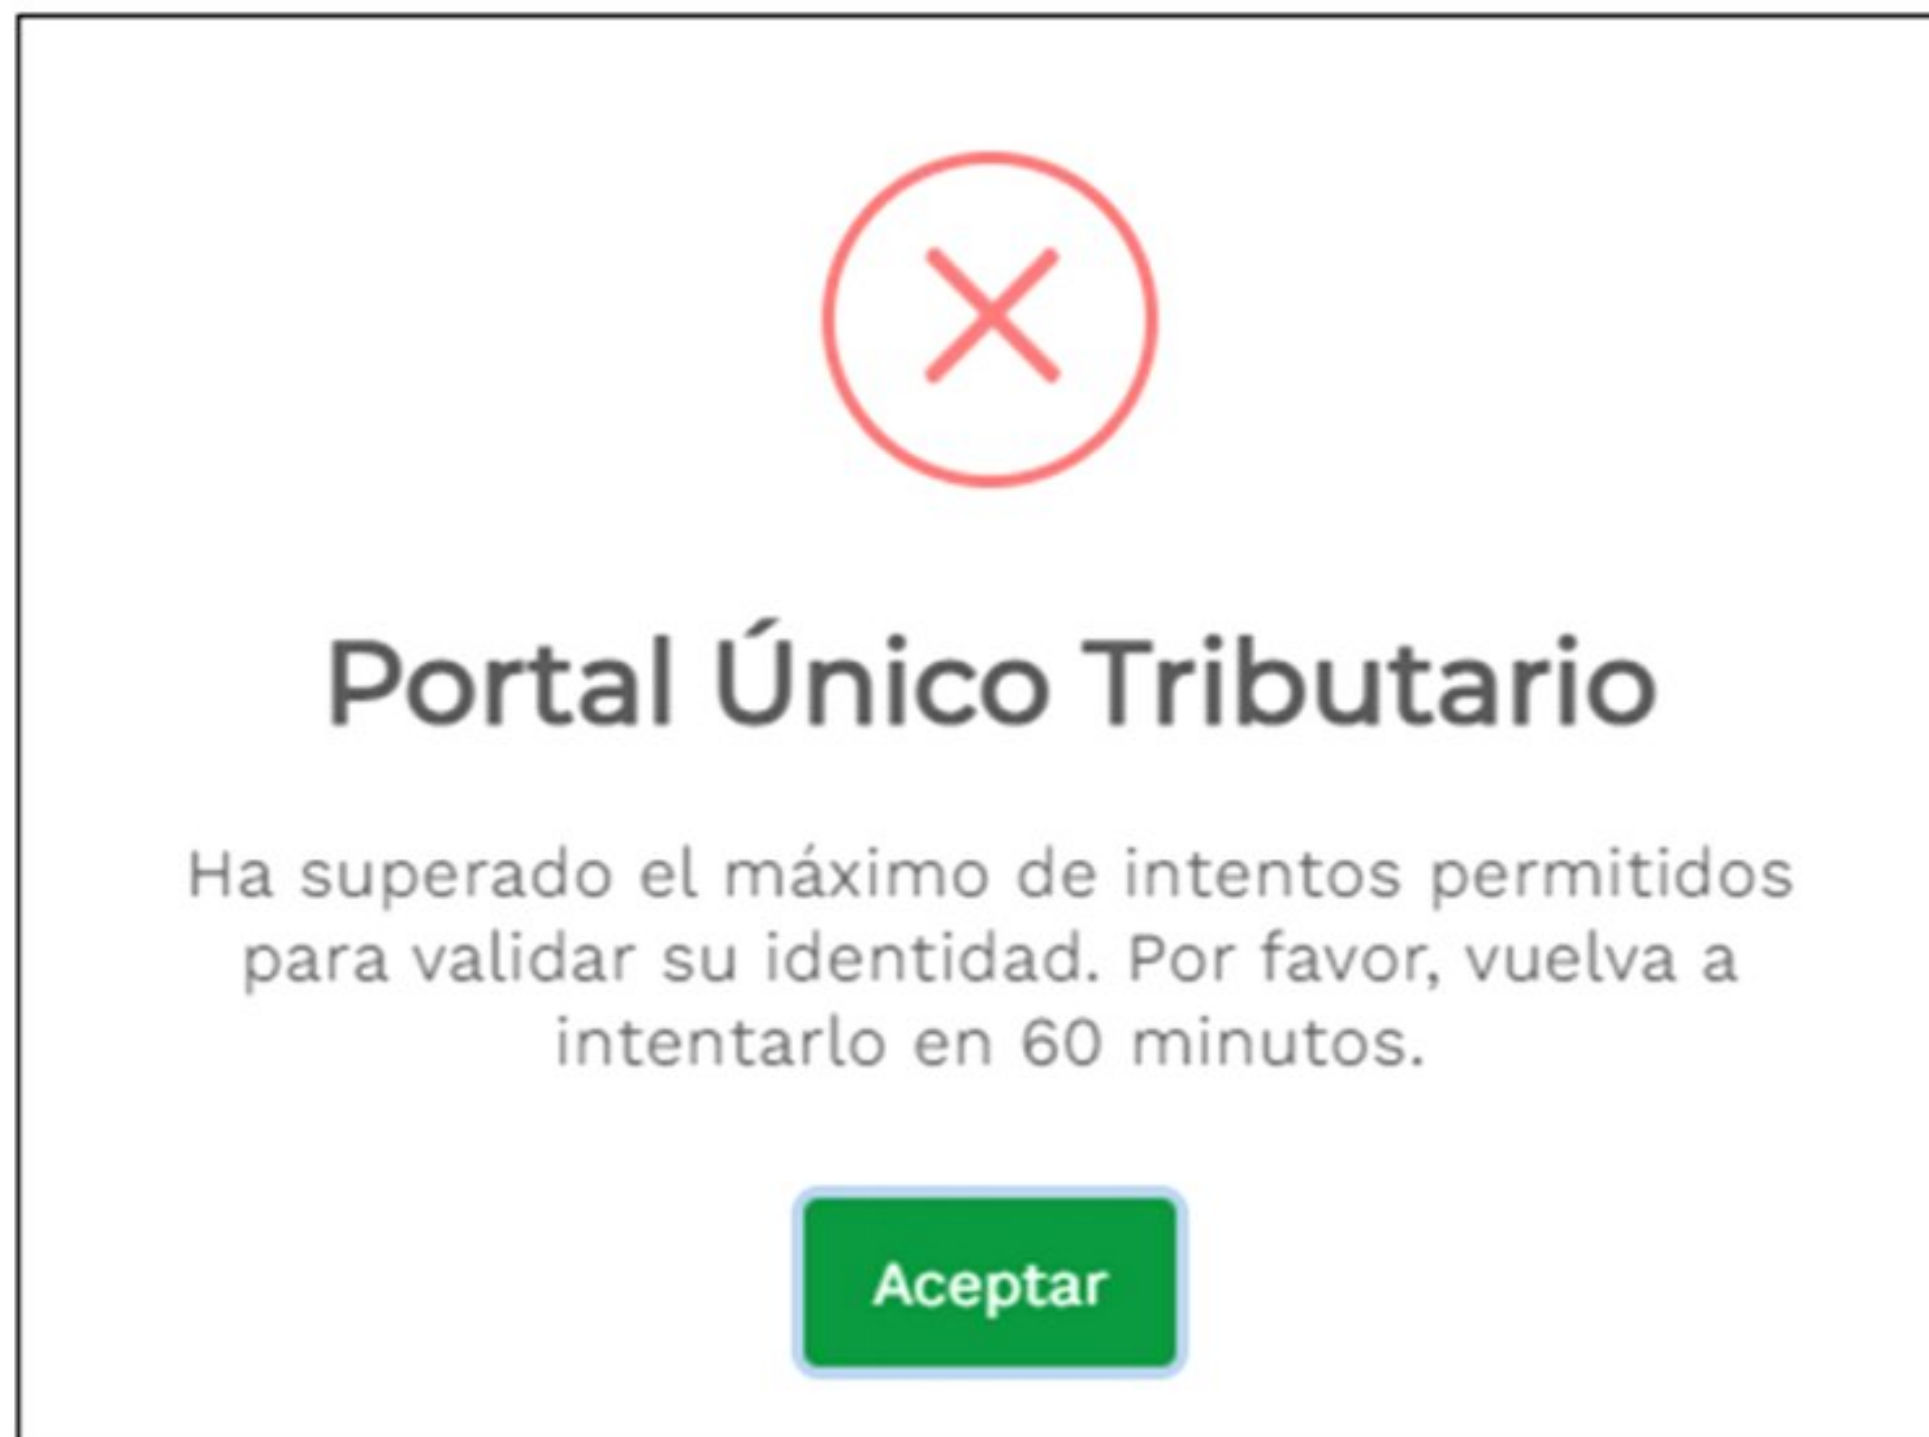 Portal Único Tributario
Ha superado el máximo de intentos permitidos
para validar su identidad. Por favor, vuelva a
intentarlo en 60 minutos.
Aceptar